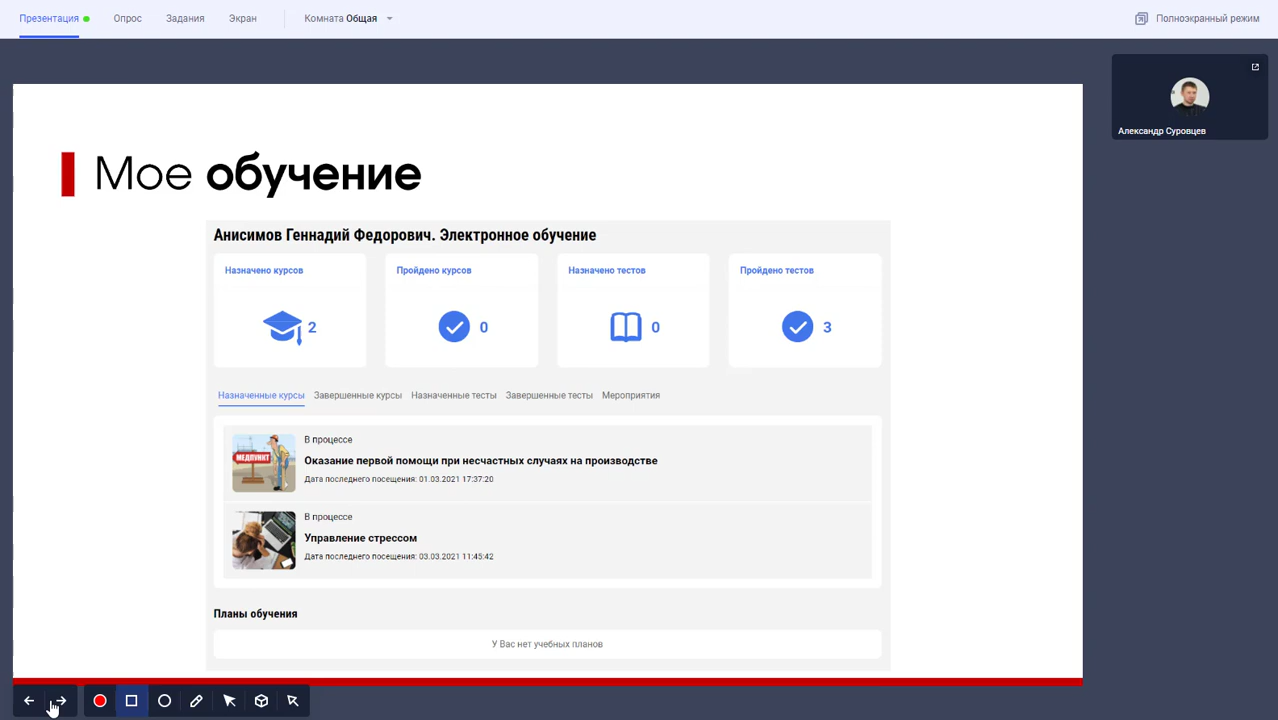 Презентация
Опрос
Задания
Экран
Комната Общая
Полноэкранный режим
Александр Суровцев
Мое обучение
Анисимов Геннадий Федорович. Электронное обучение
Назначено курсов
Пройдено курсов
Назначено тестов
Пройдено тестов
2
0
0
3
Назначенные курсы
Завершенные курсы
Назначенные тесты
Завершенные тесты
Мероприятия
МЕДПУНКТ
В процессе
Оказание первой помощи при несчастных случаях на производстве
Дата последнего посещения: 01.03.2021 17:37:20
В процессе
Управление стрессом
Дата последнего посещения: 03.03.2021 11:45:42
Планы обучения
У Вас нет учебных планов